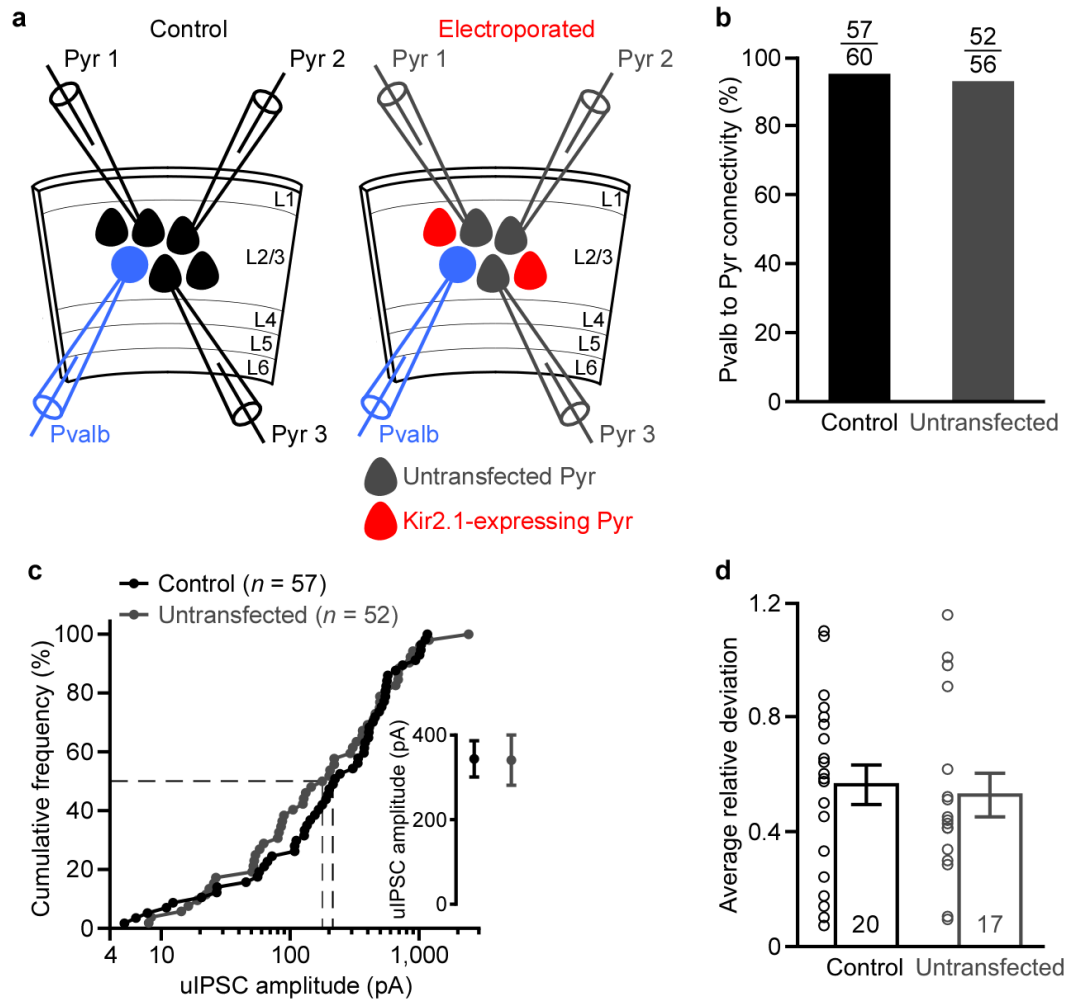 a
Control
Electroporated
Pyr 1
Pyr 2
Pyr 1
Pyr 2
L1
L2/3
L4
L5
L6
L1
L2/3
L4
L5
L6
Pvalb
Pyr 3
Pvalb
Pyr 3
Untransfected Pyr
Kir2.1-expressing Pyr
b
57
60
52
56
Pvalb to Pyr connectivity (%)
100
80
60
40
20
0
Control
Untransfected
c
Control (n = 57)
Untransfected (n = 52)
Cumulative frequency (%)
100
80
60
40
20
0
4
10
100
1,000
uIPSC amplitude (pA)
uIPSC amplitude (pA)
400
200
0
d
Average relative deviation
1.2
0.8
0.4
0
20
17
Control
Untransfected